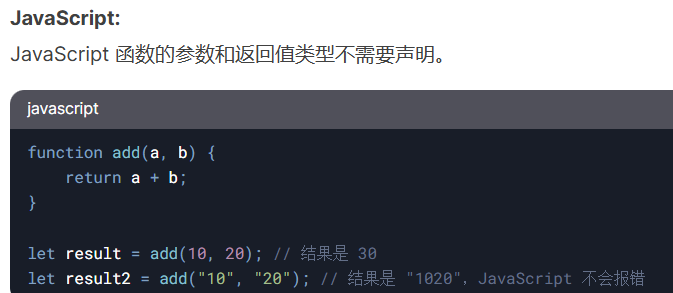 JavaScript:
JavaScript 函数的参数和返回值类型不需要声明。
javascript
function add(a, b) {
    return a + b;
}
let result = add(10, 20); // 结果是 30
let result2 = add("10", "20"); // 结果是 "1020"，JavaScript 不会报错